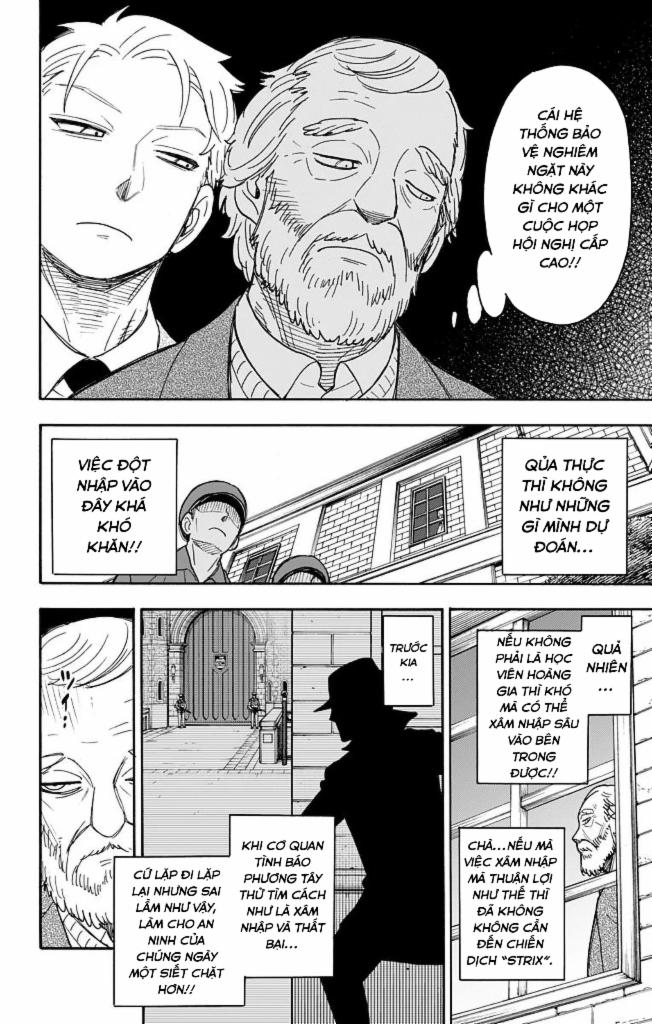 CÁI HỆ
THỐNG BẢO
VỆ NGHIÊM
NGẶT NÀY
KHÔNG KHÁC
GÌ CHO MỘT
CUỘC HỌP
HỘI NGHỊ CẤP
CAO!!
QỦA THỰC
THÌ KHÔNG
NHƯ NHỮNG
GÌ MÌNH DỰ
ĐOÁN...
VIỆC ĐỘT
NHẬP VÀO
ĐÂY KHÁ
KHÓ
KHĂN!!
QUẢ
NHIÊN
...
NẾU KHÔNG
PHẢI LÀ HỌC
VIÊN HOÀNG
GIA THÌ KHÓ
MÀ CÓ THỂ
XÂM NHẬP SÂU
VÀO BÊN
TRONG
ĐƯỢC!!
CHÀ...NẾU MÀ
VIỆC XÂM NHẬP
MÀ THUẬN LỢI
NHƯ THẾ THÌ
ĐÃ KHÔNG
KHÔNG CẦN
ĐẾN CHIẾN
DỊCH "STRIX".
TRƯỚC
KIA
...
KHI CƠ QUAN
TÌNH BÁO
PHƯƠNG TÂY
THỬ TÌM CÁCH
NHƯ LÀ XÂM
NHẬP VÀ THẤT
BẠI...
CỨ LẶP ĐI LẶP
LẠI NHƯNG SAI
LẦM NHƯ VẬY,
LÀM CHO AN
NINH CỦA
CHÚNG NGÀY
MỘT SIẾT CHẶT
HƠN!!